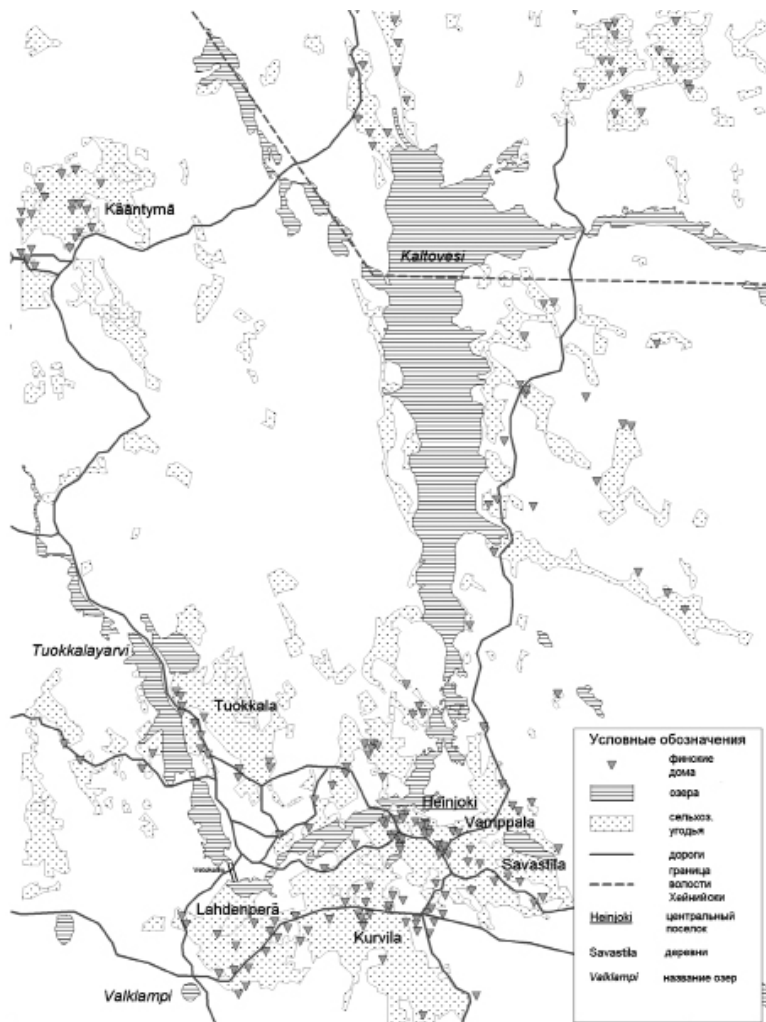 Kääntymä
Kaltovesi
Tuokkalayarvi
Tuokkala
Heinjoki
Vamppala
Savastila
Lahdenperä
Kurvila
Valklampi
Условные обозначения
финские
дома
озера
сельхоз.
угодья
дороги
граница
волости
Хейнийоки
Heinjoki
центральный
поселок
Savastila
деревни
Valklampi
название озер